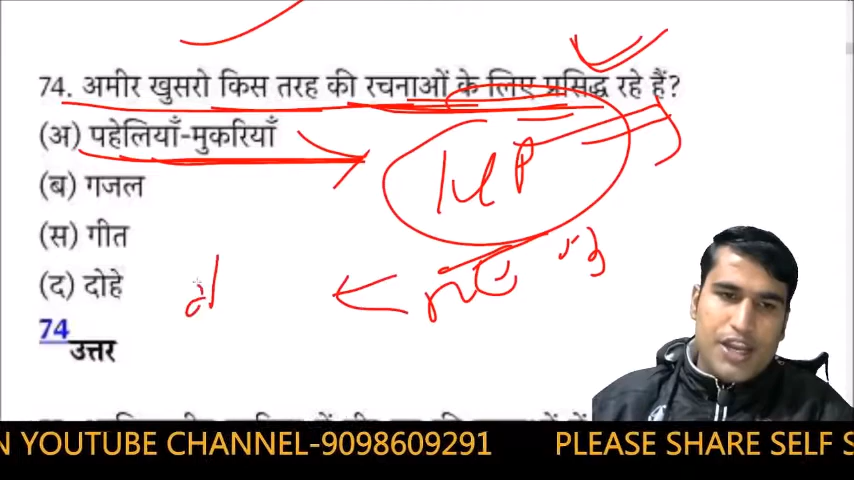 74. अमीर खुसरो किस तरह की रचनाओं के लिए प्रसिद्ध रहे हैं?
(अ) पहेलियाँ-मुकरियाँ
(ब) गजल
(स) गीत
(द) दोहे
74
उत्तर
N YOUTUBE CHANNEL-9098609291 PLEASE SHARE SELF S